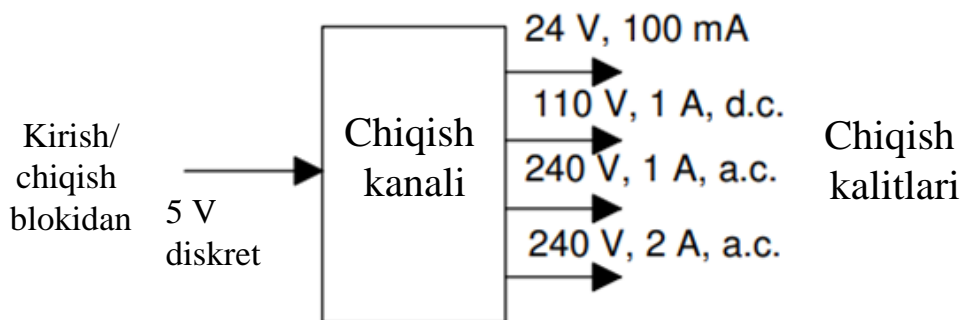 Kirish/
chiqish
blokidan
5 V
diskret
Chiqish
kanali
24 V, 100 mA
110 V, 1 A, d.c.
240 V, 1 A, a.c.
240 V, 2 A, a.c.
Chiqish
kalitlari